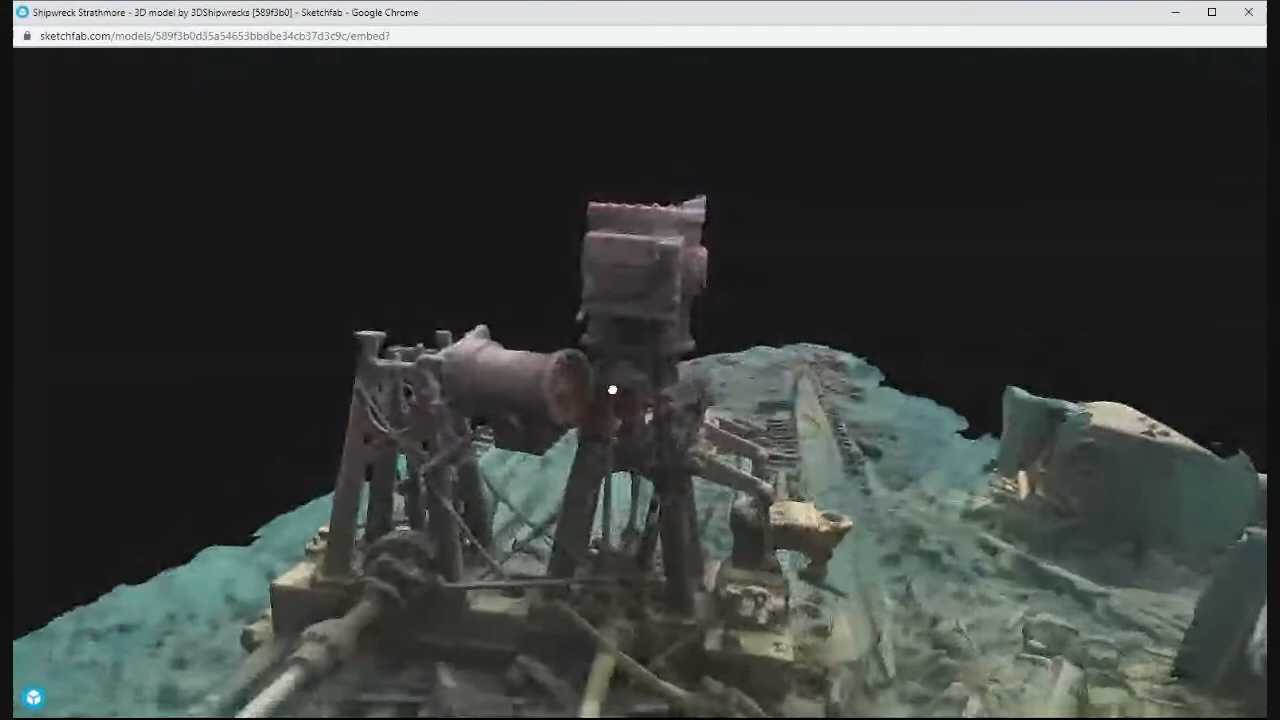 Shipwreck Strathmore - 3D model by 3DShipwrecks [589f3b0] - Sketchfab - Google Chrome
sketchfab.com/models/589f3b0d35a54653bbdbe34cb37d3c9c/embed?